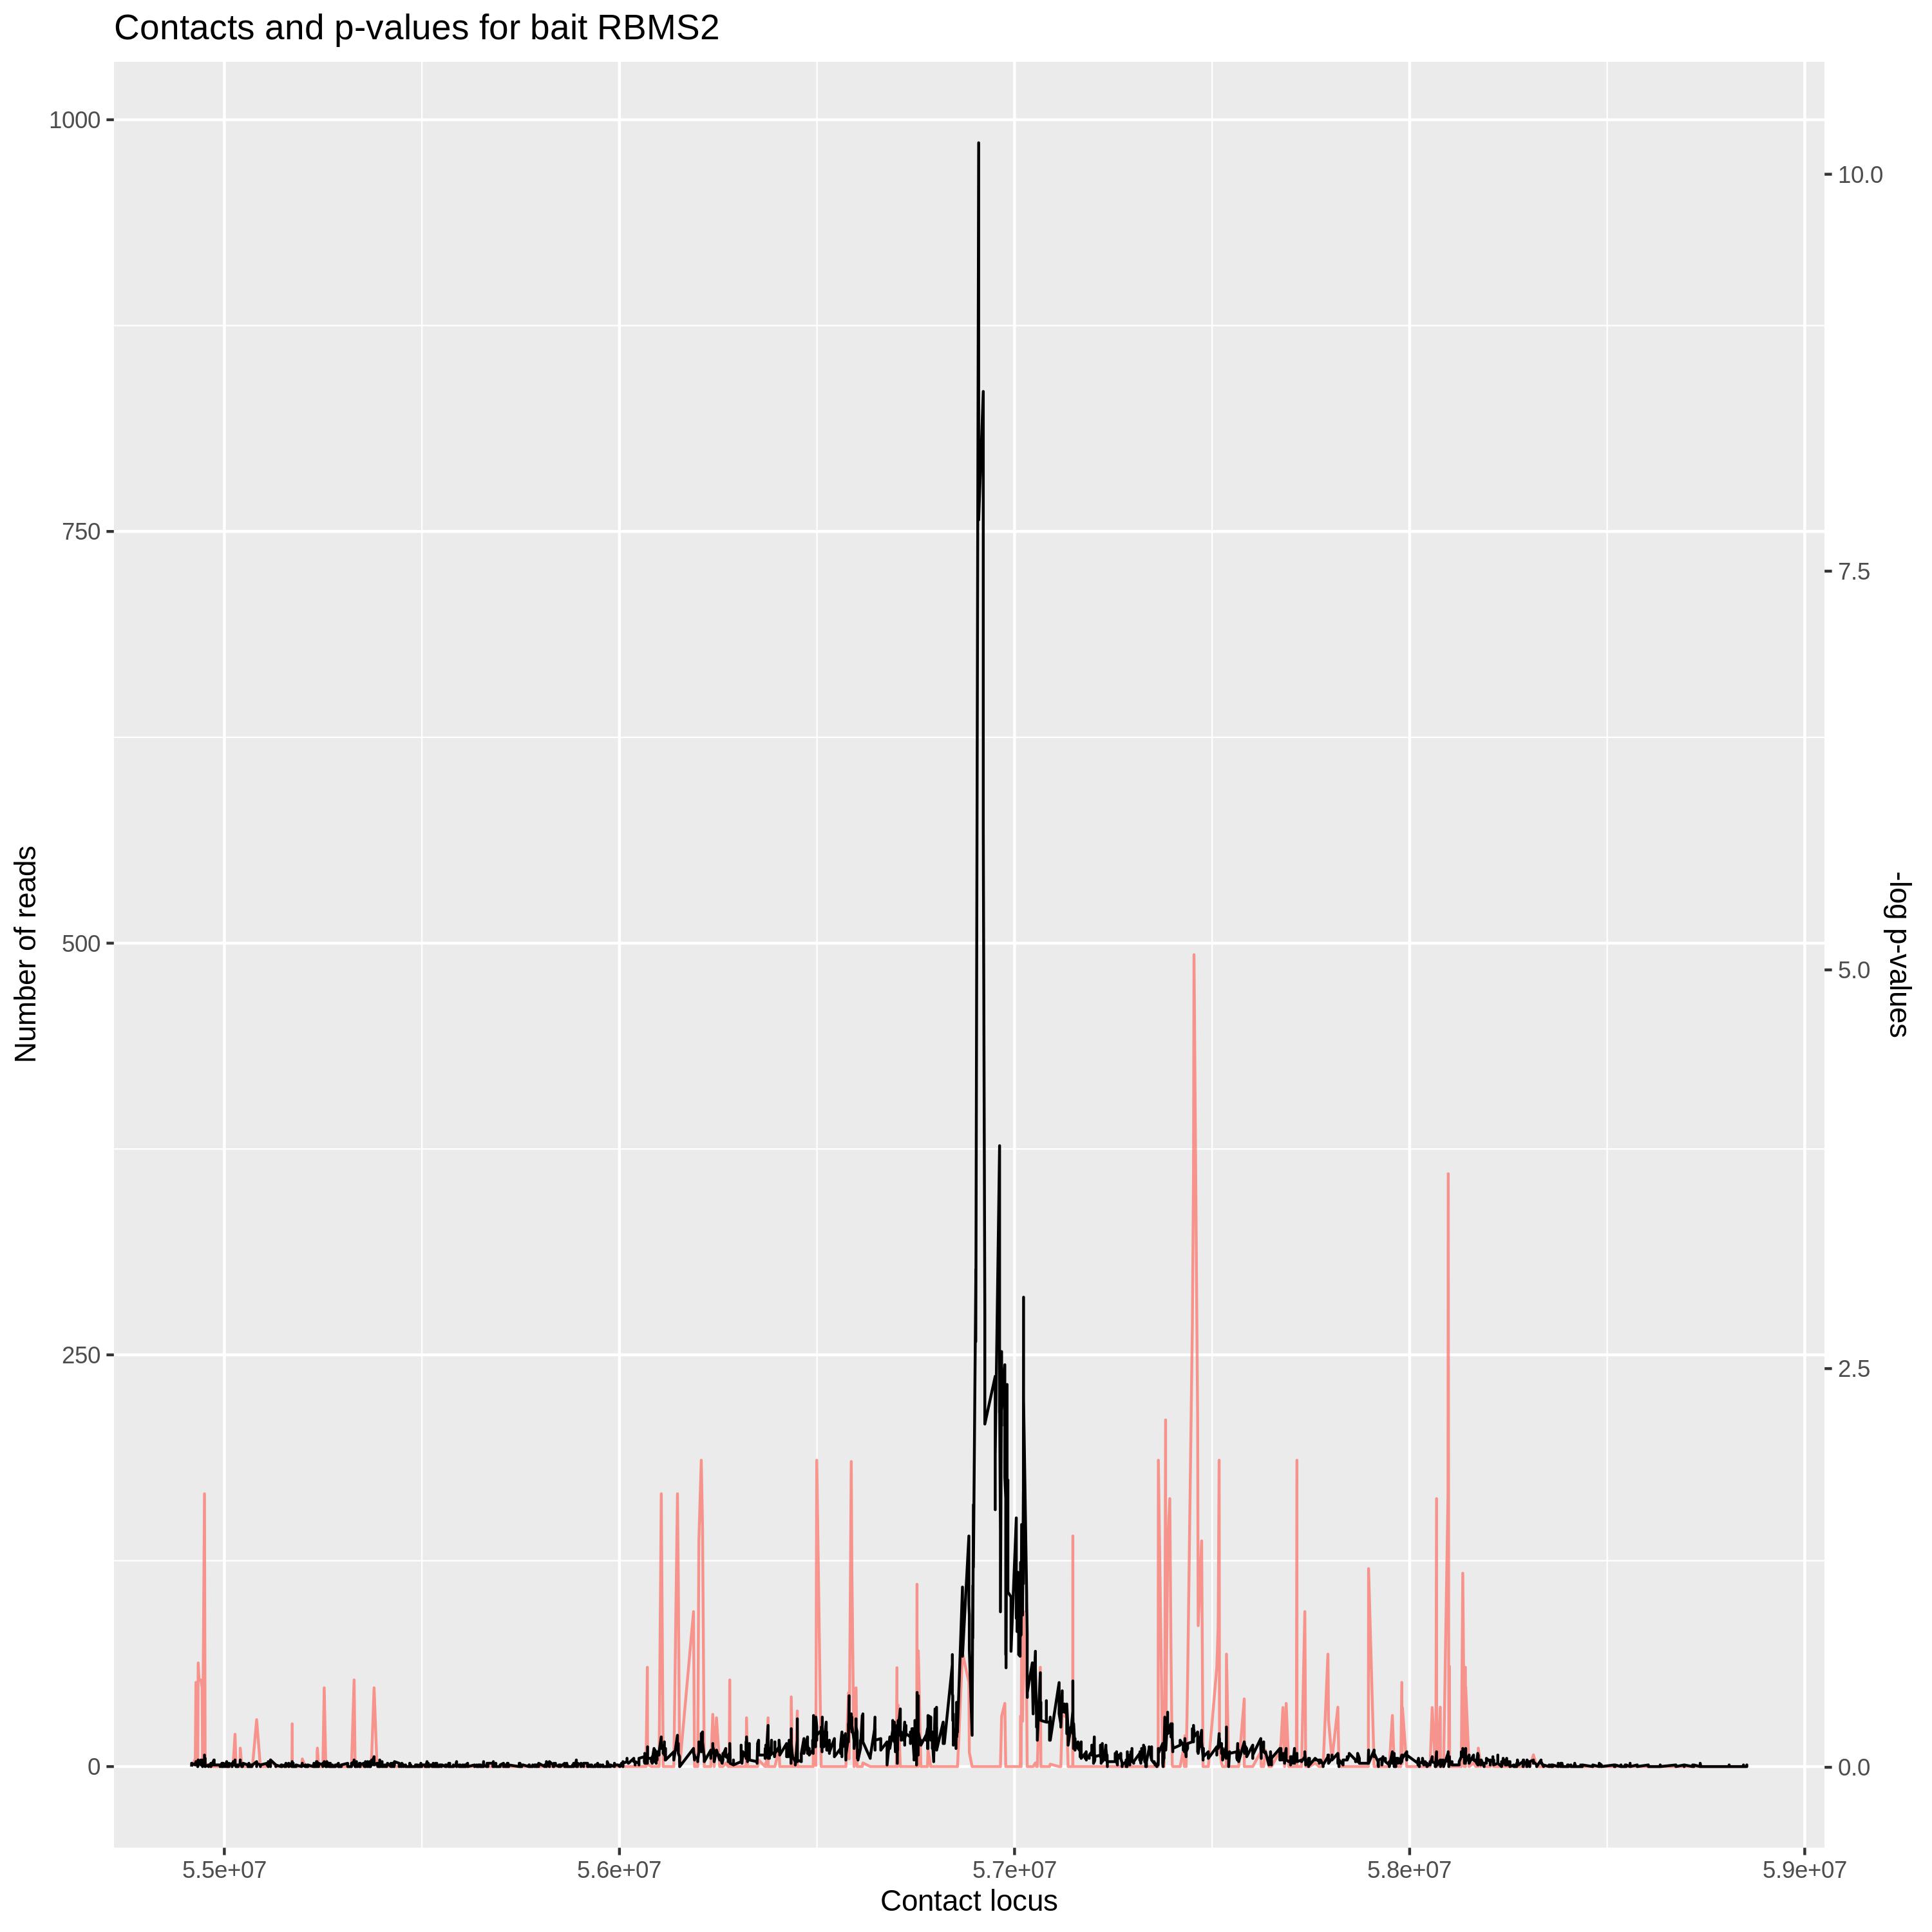 Contacts and p-values for bait RBMS2
1000
750
500
250
0
Number of reads
10.0
7.5
5.0
2.5
0.0
-log p-values
5.5e+07 5.6e+07 5.7e+07 5.8e+07 5.9e+07
Contact locus